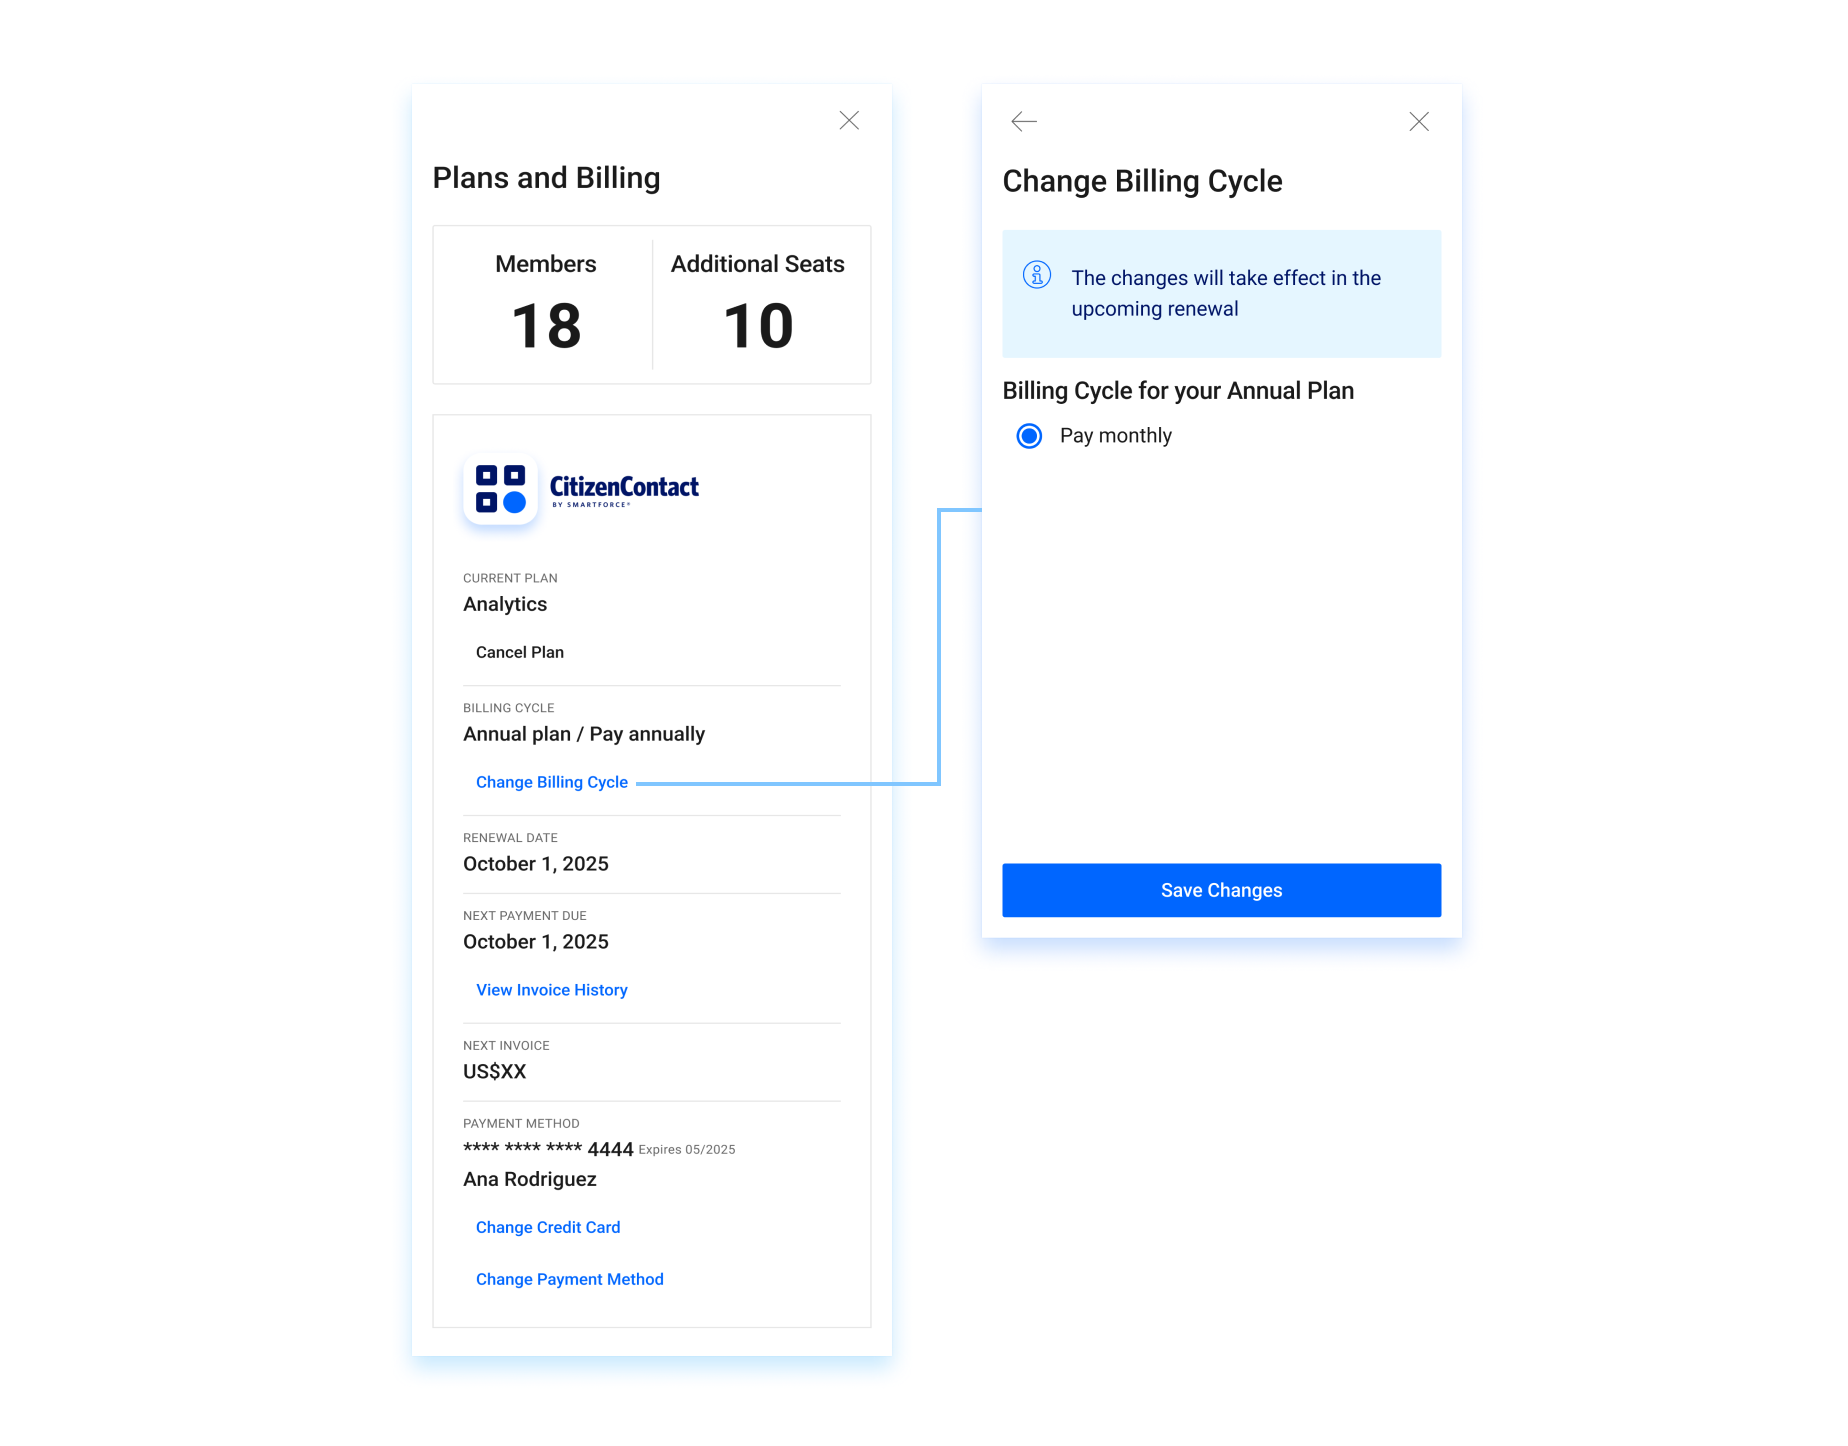 Plans and Billing
Members
18
Additional Seats
10
CitizenContact
BY SMARTFORCE®
CURRENT PLAN
Analytics
Cancel Plan
BILLING CYCLE
Annual plan / Pay annually
Change Billing Cycle
RENEWAL DATE
October 1, 2025
NEXT PAYMENT DUE
October 1, 2025
View Invoice History
NEXT INVOICE
US$XX
PAYMENT METHOD
**** **** **** 4444 Expires 05/2025
Ana Rodriguez
Change Credit Card
Change Payment Method
Change Billing Cycle
The changes will take effect in the
upcoming renewal
Billing Cycle for your Annual Plan
Pay monthly
Save Changes